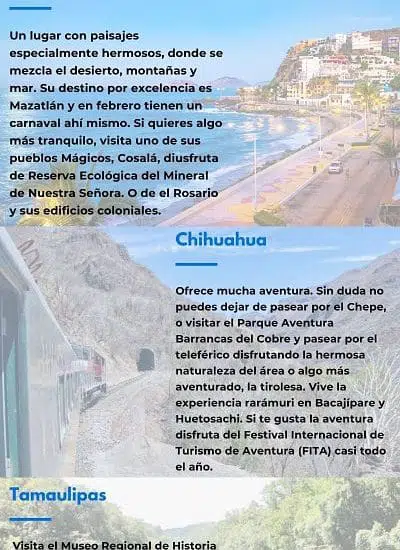 Un lugar con paisajes
especialmente hermosos, donde se
mezcla el desierto, montañas y
mar. Su destino por excelencia es
Mazatlán y en febrero tienen un
carnaval ahí mismo. Si quieres algo
más tranquilo, visita uno de sus
pueblos Mágicos, Cosalá, diusfruta
de Reserva Ecológica del Mineral
de Nuestra Señora. O de el Rosario
y sus edificios coloniales.
Chihuahua
Ofrece mucha aventura. Sin duda no
puedes dejar de pasear por el Chepe,
o visitar el Parque Aventura
Barrancas del Cobre y pasear por el
teleférico disfrutando la hermosa
naturaleza del área o algo más
aventurado, la tirolesa. Vive la
experiencia rarámuri en Bacajípare y
Huetosachi. Si te gusta la aventura
disfruta del Festival Internacional de
Turismo de Aventura (FITA) casi todo
el año.
Tamaulipas
Visita el Museo Regional de Historia